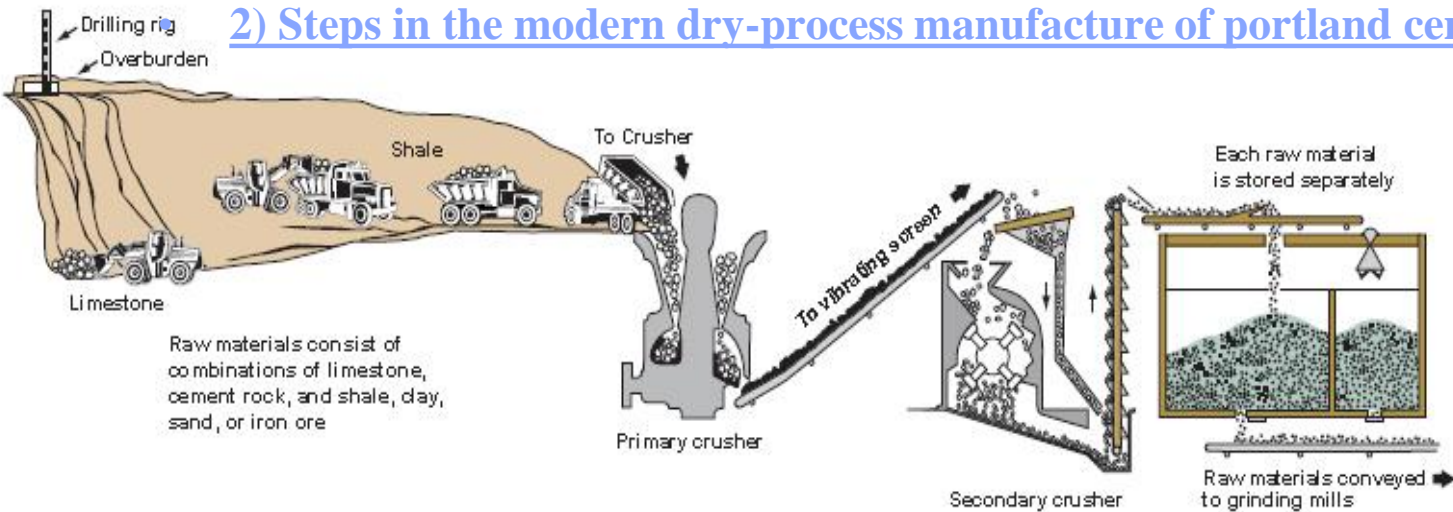 2) Steps in the modern dry-process manufacture of portland cer
Drilling rig
Overburden
Shale
To Crusher
Limestone
Raw materials consist of
combinations of limestone,
cement rock, and shale, clay,
sand, or iron ore
Primary crusher
To vibrating screen
Secondary crusher
Each raw material
is stored separately
Raw materials conveyed
to grinding mills